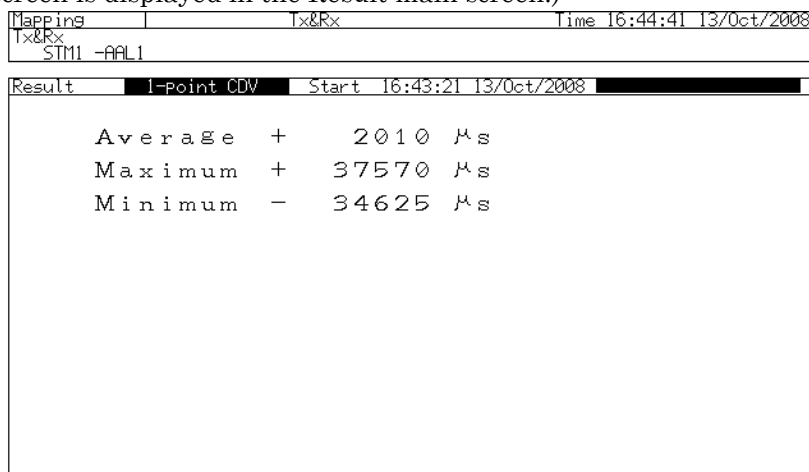 creen is displayed in the Result main screen.)
Mapping Tx&Rx Time 16:44:41 13/Oct/2008
Tx&Rx
STM1 -AAL1
Result 1-point CDV Start 16:43:21 13/Oct/2008
Average + 2010 μs
Maximum + 37570 μs
Minimum - 34625 μs